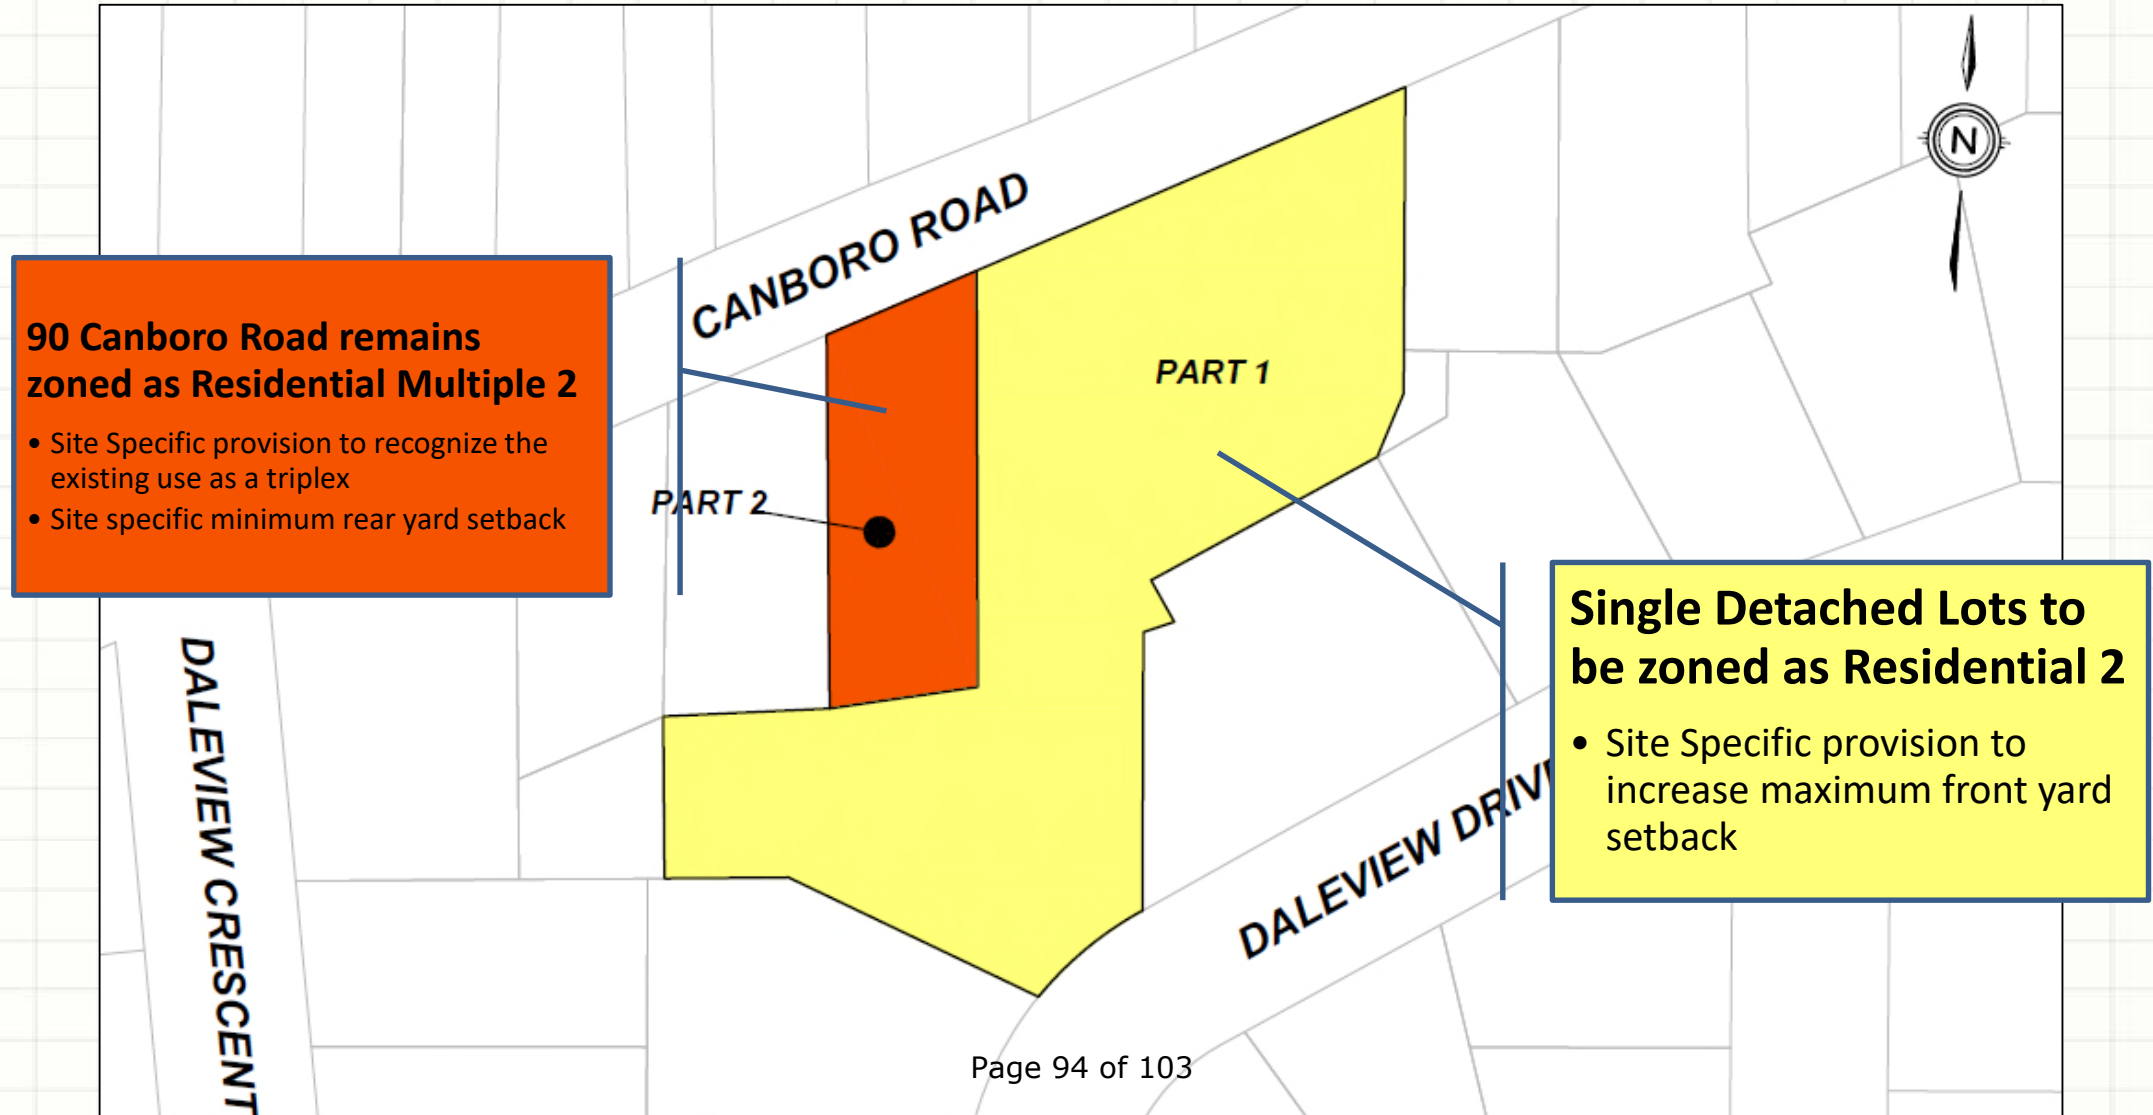 N
CANBORO ROAD
90 Canboro Road remains
zoned as Residential Multiple 2
• Site Specific provision to recognize the
existing use as a triplex
• Site specific minimum rear yard setback
PART 1
PART 2
Single Detached Lots to
be zoned as Residential 2
• Site Specific provision to
increase maximum front yard
setback
DALEVIEW CRESCENT
DALEVIEW DRIV
Page 94 of 103